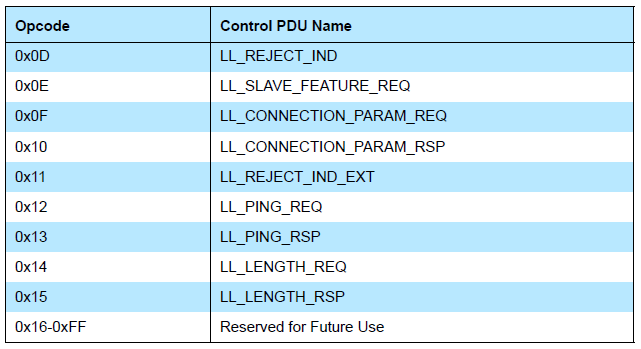 Opcode Control PDU Name
0x0D LL_REJECT_IND
0x0E LL_SLAVE_FEATURE_REQ
0x0F LL_CONNECTION_PARAM_REQ
0x10 LL_CONNECTION_PARAM_RSP
0x11 LL_REJECT_IND_EXT
0x12 LL_PING_REQ
0x13 LL_PING_RSP
0x14 LL_LENGTH_REQ
0x15 LL_LENGTH_RSP
0x16-0xFF Reserved for Future Use